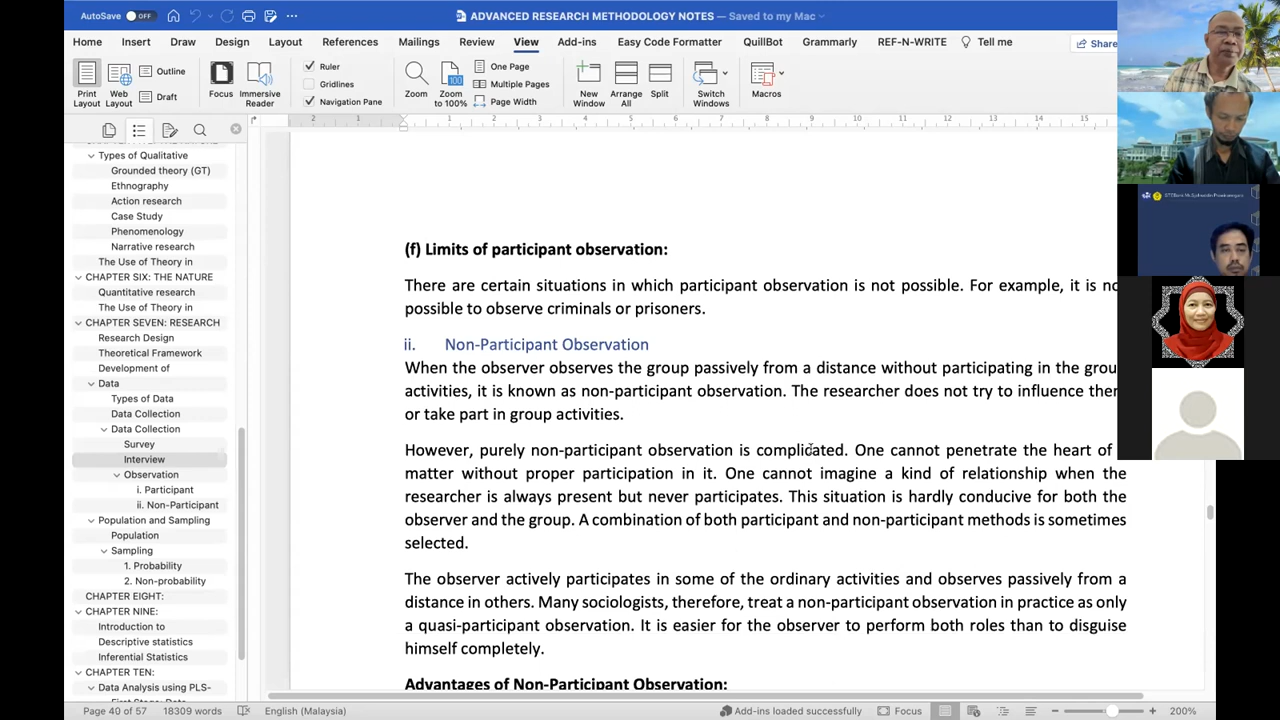 AutoSave OFF
ADVANCED RESEARCH METHODOLOGY NOTES — Saved to my Mac
Home Insert Draw Design Layout References Mailings Review View Add-ins Easy Code Formatter QuillBot Grammarly REF-N-WRITE Tell me Share
Print Layout
Web Layout
Outline
Draft
Focus
Immersive Reader
Ruler
Gridlines
Navigation Pane
Zoom
Zoom to 100%
One Page
Multiple Pages
Page Width
New Window
Arrange All
Split
Switch Windows
Macros
2 1 1 2 3 4 5 6 7 8 9 10 11 12 13 14 15
Types of Qualitative
Grounded theory (GT)
Ethnography
Action research
Case Study
Phenomenology
Narrative research
The Use of Theory in
CHAPTER SIX: THE NATURE
Quantitative research
The Use of Theory in
CHAPTER SEVEN: RESEARCH
Research Design
Theoretical Framework
Development of
Data
Types of Data
Data Collection
Data Collection
Survey
Interview
Observation
i. Participant
ii. Non-Participant
Population and Sampling
Population
Sampling
1. Probability
2. Non-probability
CHAPTER EIGHT:
CHAPTER NINE:
Introduction to
Descriptive statistics
Inferential Statistics
CHAPTER TEN:
Data Analysis using PLS-
(f) Limits of participant observation:
There are certain situations in which participant observation is not possible. For example, it is
possible to observe criminals or prisoners.
ii. Non-Participant Observation
When the observer observes the group passively from a distance without participating in the
activities, it is known as non-participant observation. The researcher does not try to influence
or take part in group activities.
However, purely non-participant observation is complicated. One cannot penetrate the heart of
matter without proper participation in it. One cannot imagine a kind of relationship when the
researcher is always present but never participates. This situation is hardly conducive for both the
observer and the group. A combination of both participant and non-participant methods is sometimes
selected.
The observer actively participates in some of the ordinary activities and observes passively from a
distance in others. Many sociologists, therefore, treat a non-participant observation in practice as only
a quasi-participant observation. It is easier for the observer to perform both roles than to disguise
himself completely.
Advantages of Non-Participant Observation:
Page 40 of 57 18309 words English (Malaysia) Add-ins loaded successfully Focus 200%